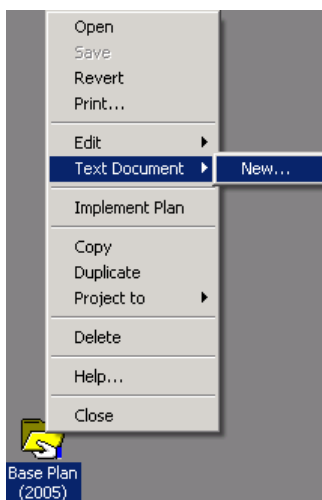 Open
Save
Revert
Print...
Edit
Text Document
New...
Implement Plan
Copy
Duplicate
Project to
Delete
Help...
Close
Base Plan
(2005)